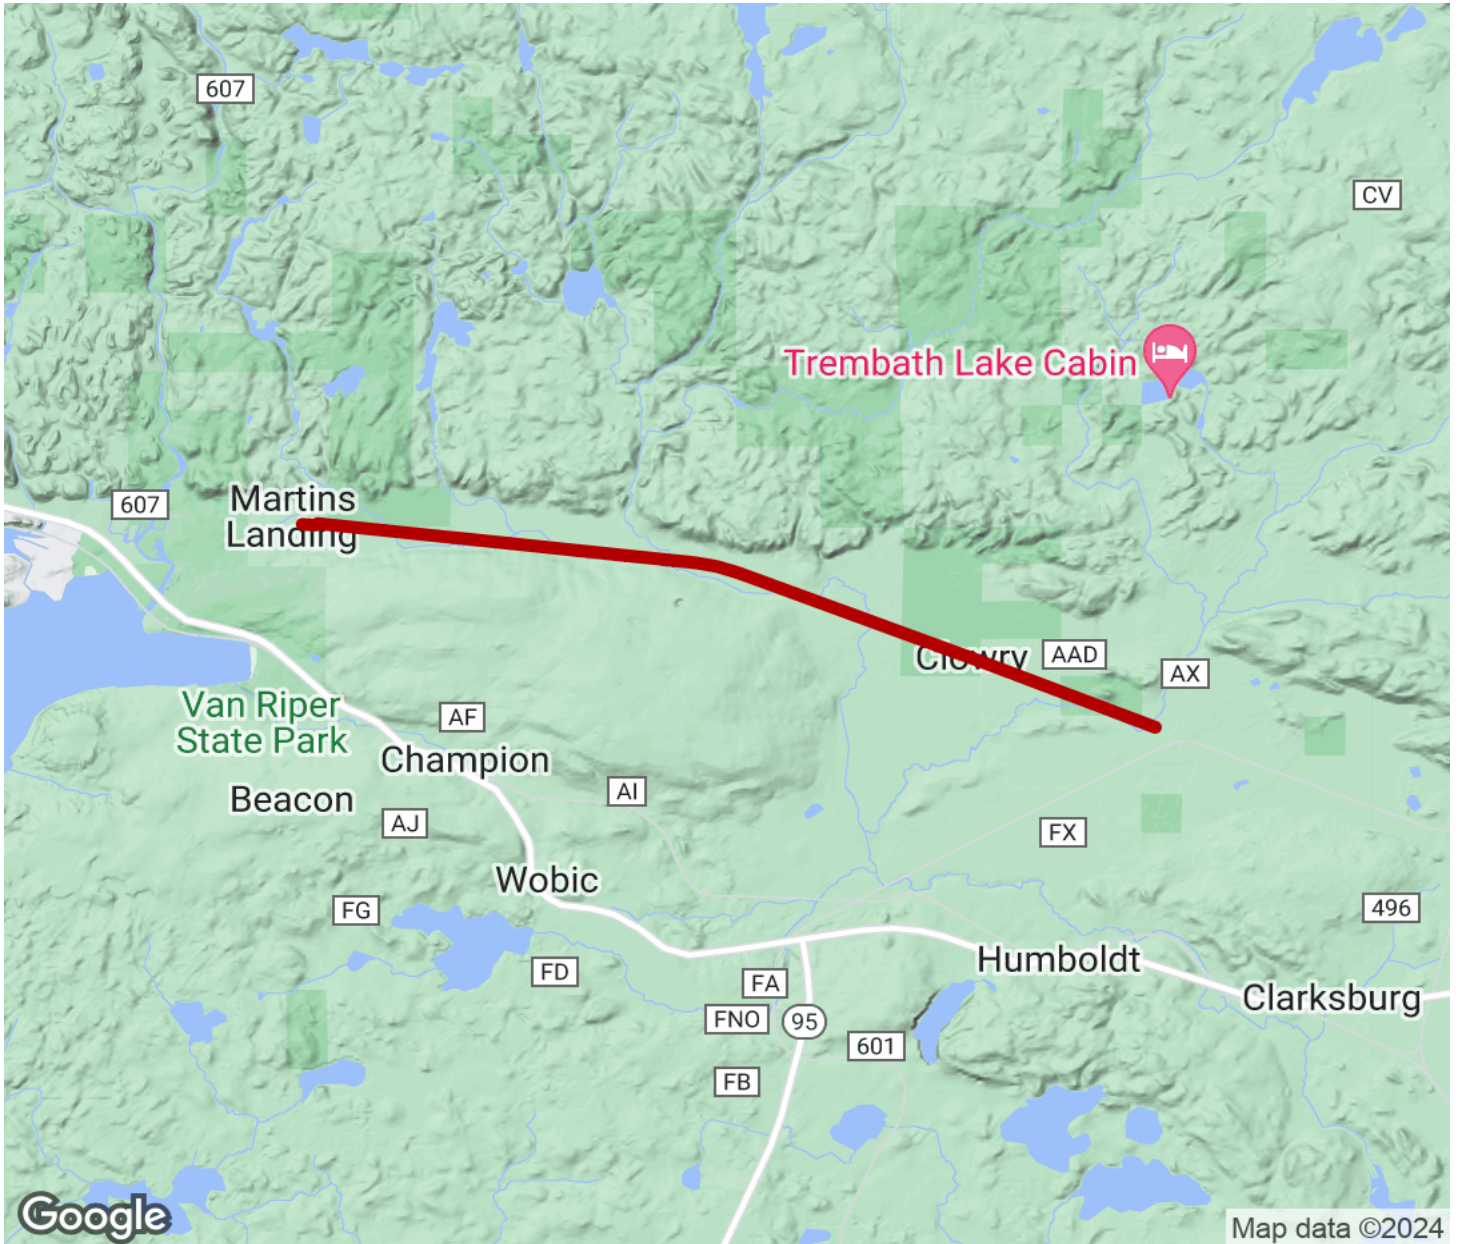 607
CV
Trembath Lake Cabin
607
Martins
Landing
Clowry
AAD
AX
Van Riper
State Park
AF
Champion
Beacon
AI
AJ
FX
Wobic
FG
496
Humboldt
FD
FA
Clarksburg
FNO
95
601
FB
Google
Map data ©2024